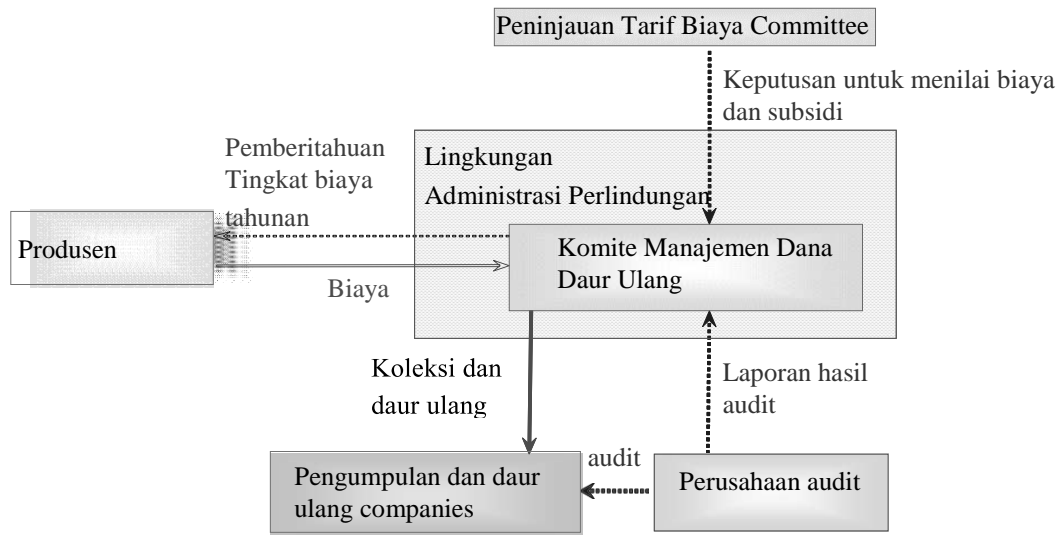 Peninjauan Tarif Biaya Committee
Keputusan untuk menilai biaya
dan subsidi
Pemberitahuan
Tingkat biaya
tahunan
Lingkungan
Administrasi Perlindungan
Produsen
Komite Manajemen Dana
Daur Ulang
Biaya
Koleksi dan
daur ulang
Laporan hasil
audit
Pengumpulan dan daur
ulang companies
audit
Perusahaan audit